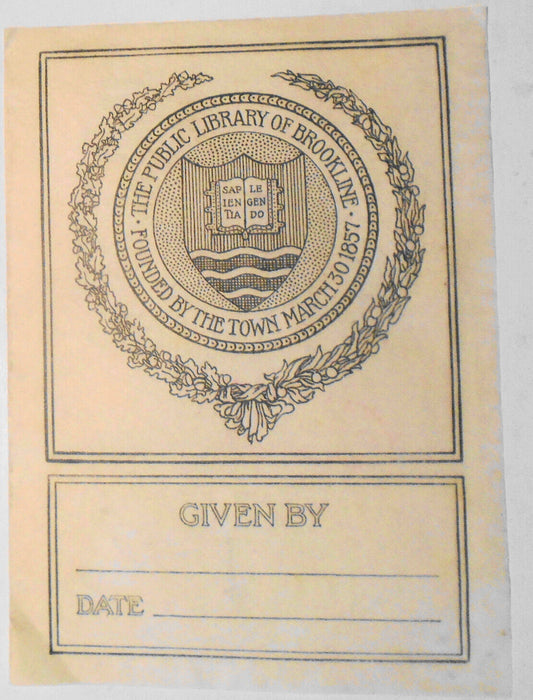 · THE PUBLIC LIBRARY OF BROOKLINE ·
FOUNDED BY THE TOWN MARCH 30 1857
SAP LE
IEN GEN
TIA DO
GIVEN BY
DATE